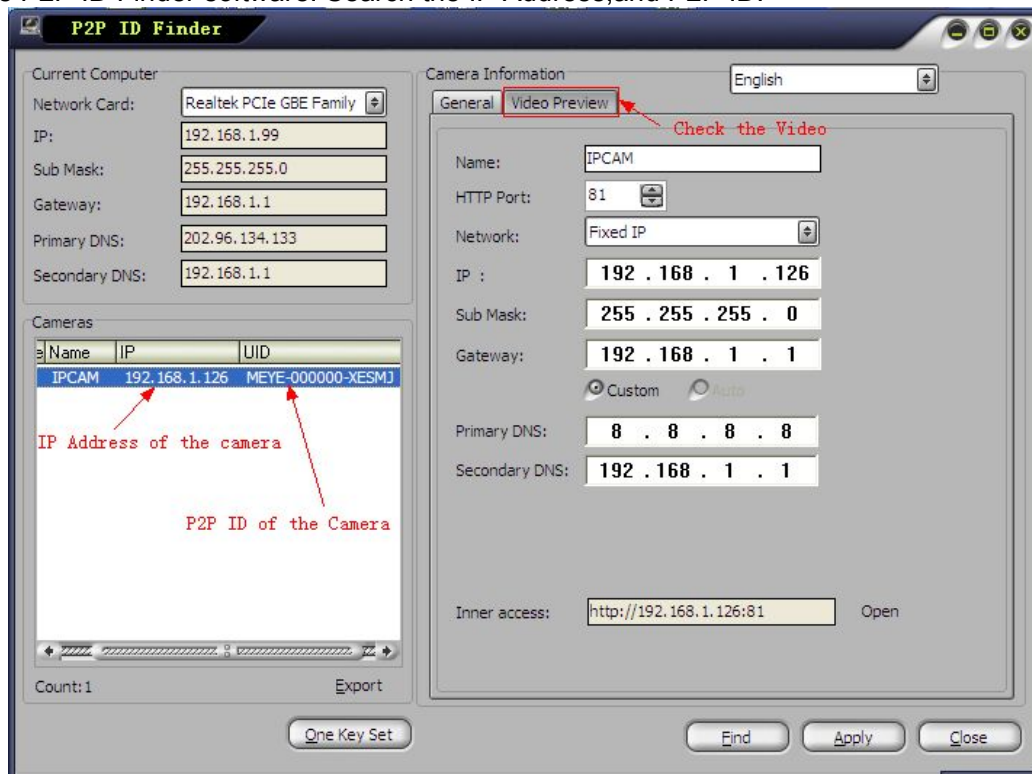 P2P ID Finder
Current Computer
Network Card: Realtek PCIe GBE Family
IP: 192.168.1.99
Sub Mask: 255.255.255.0
Gateway: 192.168.1.1
Primary DNS: 202.96.134.133
Secondary DNS: 192.168.1.1
Cameras
Name IP UID
IPCAM 192.168.1.126 MEYE-000000-XESMJ
IP Address of the camera
P2P ID of the Camera
Count:1 Export
One Key Set
Camera Information English
General Video Preview
Check the Video
Name: IPCAM
HTTP Port: 81
Network: Fixed IP
IP : 192 . 168 . 1 . 126
Sub Mask: 255 . 255 . 255 . 0
Gateway: 192 . 168 . 1 . 1
Custom Auto
Primary DNS: 8 . 8 . 8 . 8
Secondary DNS: 192 . 168 . 1 . 1
Inner access: http://192.168.1.126:81 Open
Find Apply Close